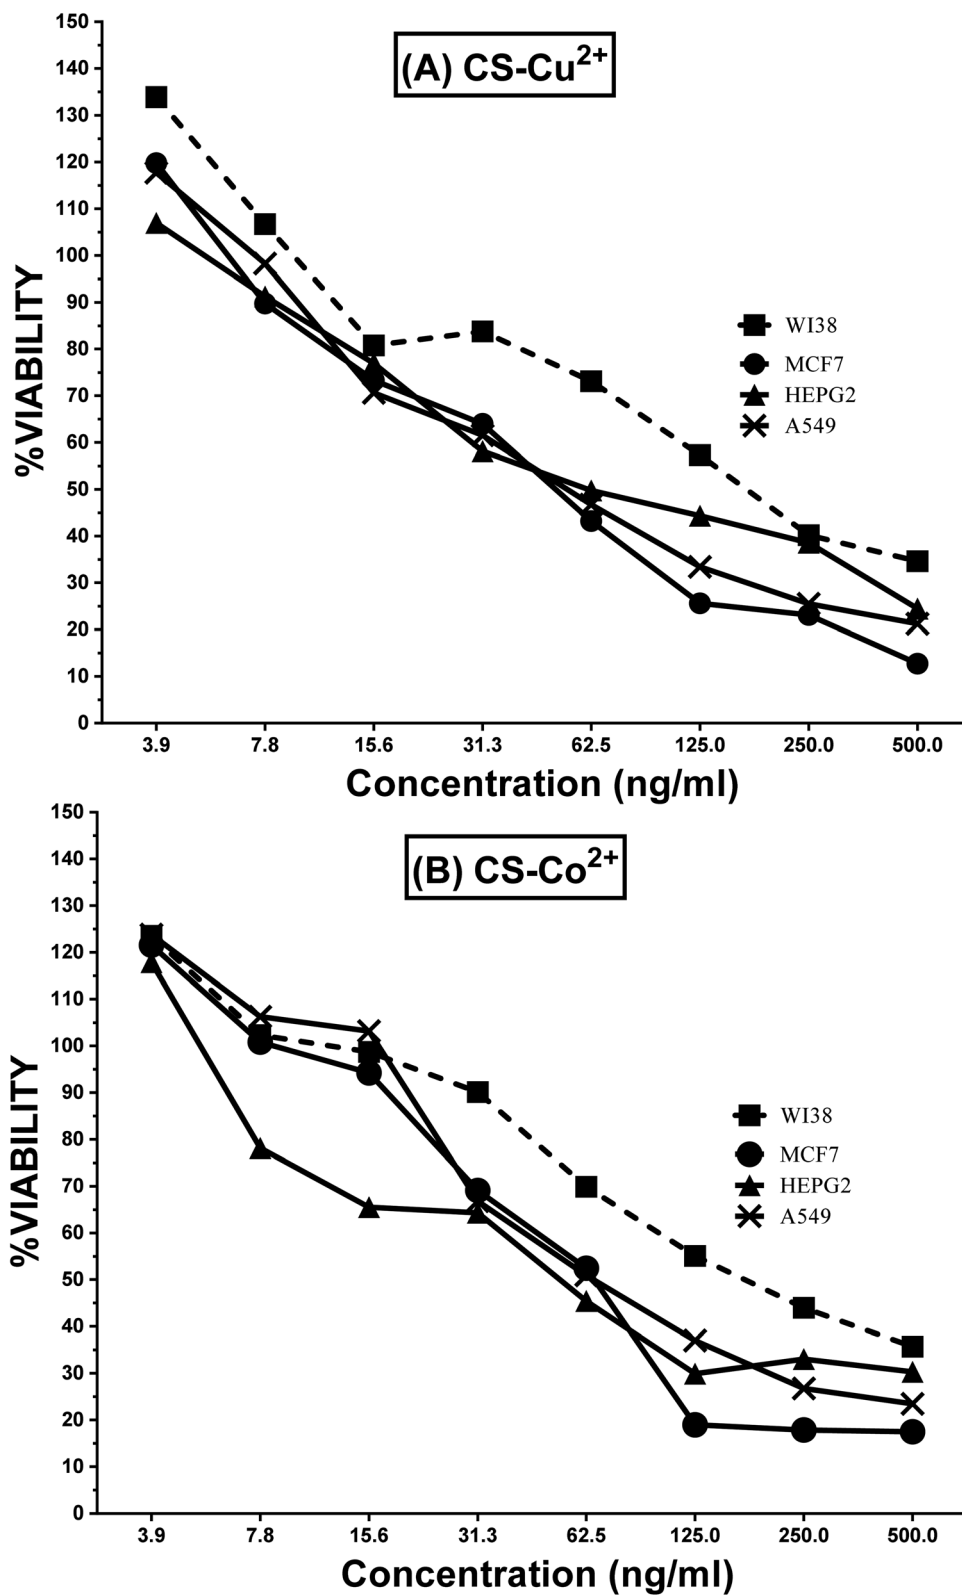 150
140
130
120
110
100
90
80
70
60
50
40
30
20
10
0
%VIABILITY
(A) CS-Cu²⁺
WI38
MCF7
HEPG2
A549
3.9 7.8 15.6 31.3 62.5 125.0 250.0 500.0
Concentration (ng/ml)
150
140
130
120
110
100
90
80
70
60
50
40
30
20
10
0
%VIABILITY
(B) CS-Co²⁺
WI38
MCF7
HEPG2
A549
3.9 7.8 15.6 31.3 62.5 125.0 250.0 500.0
Concentration (ng/ml)